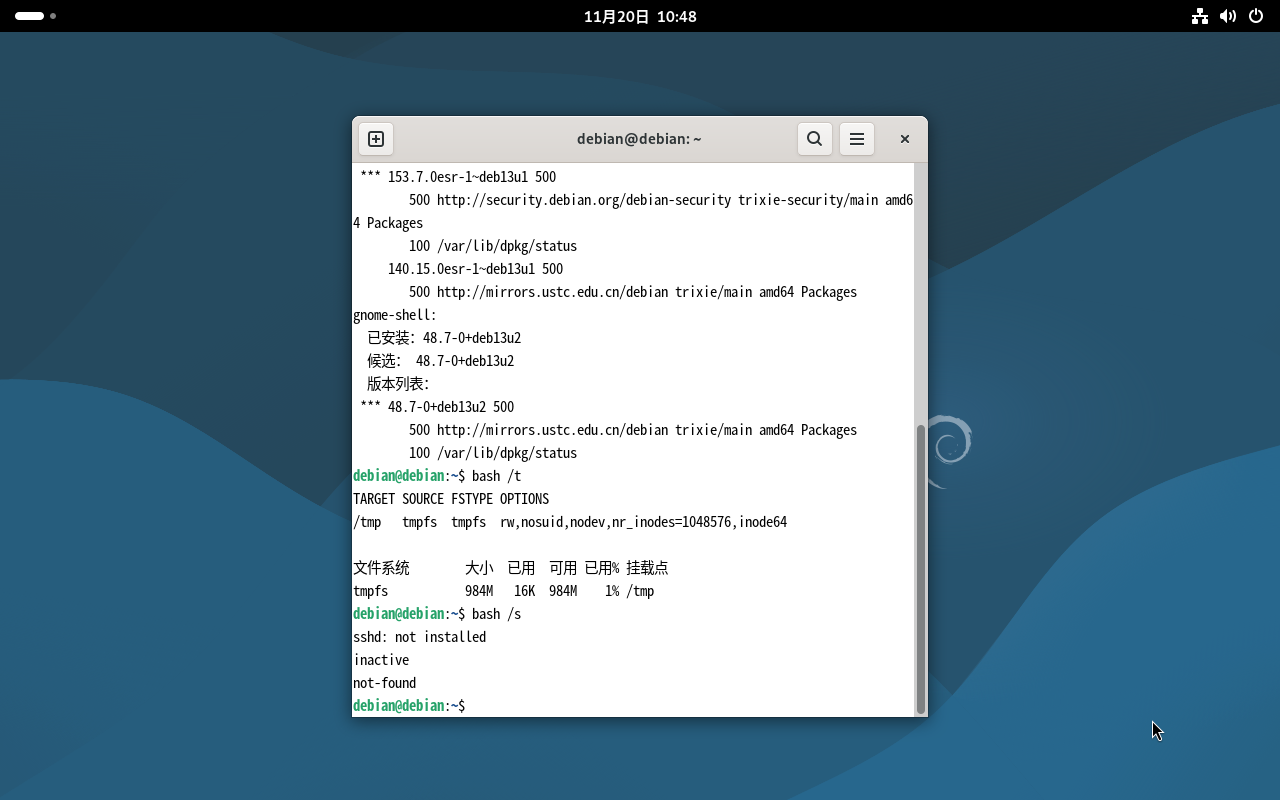 11月20日 10:48
debian@debian: ~
*** 153.7.0esr-1~deb13u1 500
500 http://security.debian.org/debian-security trixie-security/main amd6
4 Packages
100 /var/lib/dpkg/status
140.15.0esr-1~deb13u1 500
500 http://mirrors.ustc.edu.cn/debian trixie/main amd64 Packages
gnome-shell:
已安装：48.7-0+deb13u2
候选： 48.7-0+deb13u2
版本列表：
*** 48.7-0+deb13u2 500
500 http://mirrors.ustc.edu.cn/debian trixie/main amd64 Packages
100 /var/lib/dpkg/status
debian@debian:~$ bash /t
TARGET SOURCE FSTYPE OPTIONS
/tmp   tmpfs  tmpfs  rw,nosuid,nodev,nr_inodes=1048576,inode64
文件系统        大小  已用  可用 已用% 挂载点
tmpfs           984M   16K  984M    1% /tmp
debian@debian:~$ bash /s
sshd: not installed
inactive
not-found
debian@debian:~$